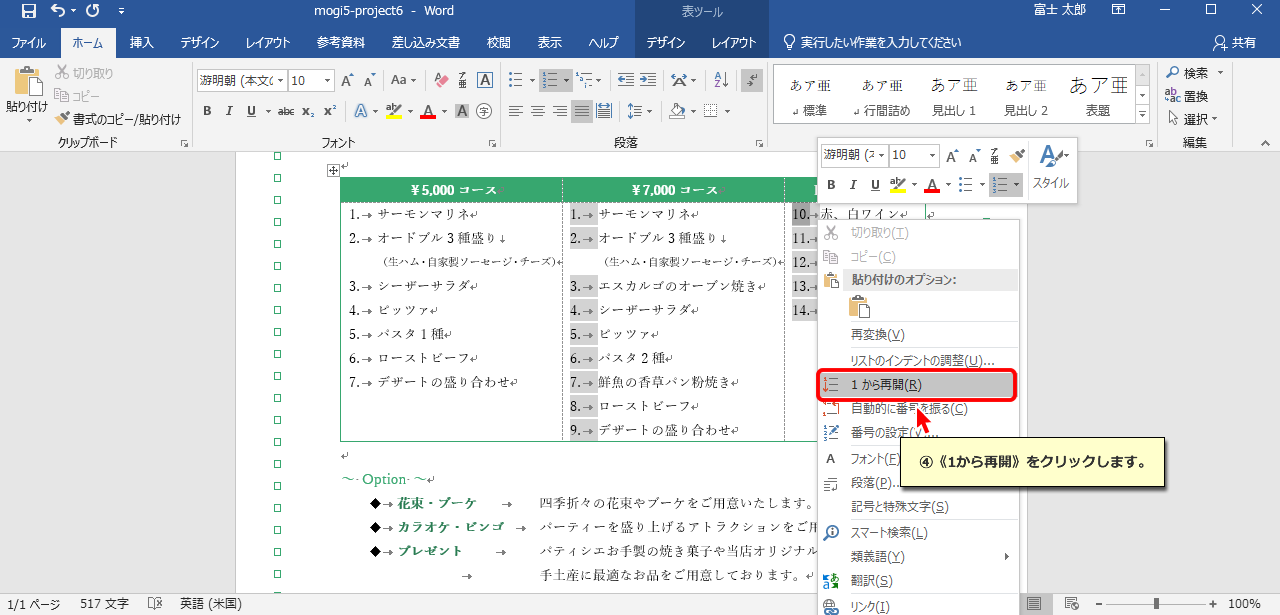 mogi5-project6 - Word
表ツール
富士 太郎
ファイル ホーム 挿入 デザイン レイアウト 参考資料 差し込み文書 校閲 表示 ヘルプ デザイン レイアウト 実行したい作業を入力してください 共有
貼り付け
切り取り
コピー
書式のコピー/貼り付け
クリップボード
游明朝 (本文(
10
Aa
B I U abc x₂ x²
フォント
段落
あア亜 標準
あア亜 行間詰め
あア亜 見出し 1
あア亜 見出し 2
あア亜 表題
検索
置換
選択
編集
游明朝 (ｽ
10
B I U
スタイル
￥5,000 コース
1.→ サーモンマリネ
2.→ オードブル 3 種盛り↓
（生ハム・自家製ソーセージ・チーズ）
3.→ シーザーサラダ
4.→ ピッツァ
5.→ パスタ 1 種
6.→ ローストビーフ
7.→ デザートの盛り合わせ
￥7,000 コース
1.→ サーモンマリネ
2.→ オードブル 3 種盛り↓
（生ハム・自家製ソーセージ・チーズ）
3.→ エスカルゴのオーブン焼き
4.→ シーザーサラダ
5.→ ピッツァ
6.→ パスタ 2 種
7.→ 鮮魚の香草パン粉焼き
8.→ ローストビーフ
9.→ デザートの盛り合わせ
10.→ 赤、白ワイン
11.→
12.→
13.→
14.→
切り取り(T)
コピー(C)
貼り付けのオプション:
再変換(V)
リストのインデントの調整(U)...
1 から再開(R)
自動的に番号を振る(C)
番号の設定(V)...
フォント(F)
段落(P)...
記号と特殊文字(S)
スマート検索(L)
類義語(Y)
翻訳(S)
リンク(I)
④《1から再開》をクリックします。
～· Option· ～
◆→ 花束・ブーケ → 四季折々の花束やブーケをご用意いたします。
◆→ カラオケ・ビンゴ → パーティーを盛り上げるアトラクションをご用
◆→ プレゼント → パティシエお手製の焼き菓子や当店オリジナル
→ 手土産に最適なお品をご用意しております。
1/1 ページ 517 文字 英語 (米国) 100%